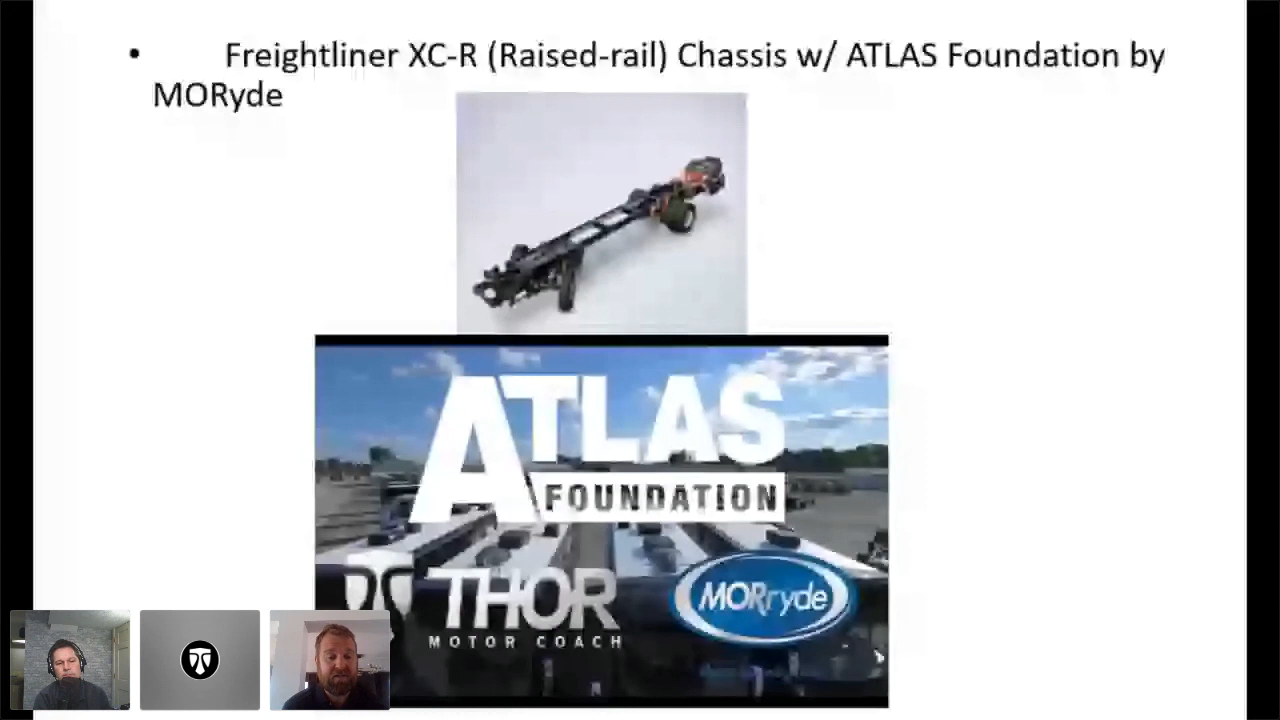 • Freightliner XC-R (Raised-rail) Chassis w/ ATLAS Foundation by
MORyde
ATLAS
FOUNDATION
THOR
MOTOR COACH
MORryde